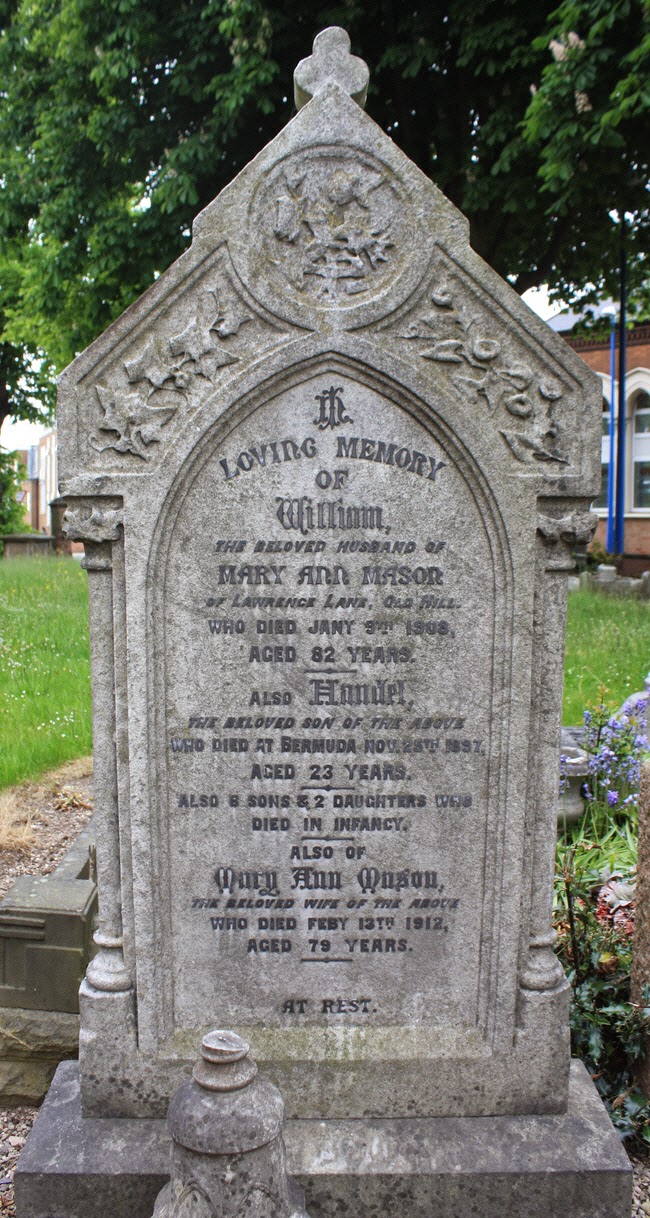 In
LOVING MEMORY
OF
William,
THE BELOVED HUSBAND OF
MARY ANN MASON
OF LAWRENCE LANE, OLD HILL.
WHO DIED JANY 9TH 1908,
AGED 82 YEARS.
ALSO Handel,
THE BELOVED SON OF THE ABOVE
WHO DIED AT BERMUDA NOV. 25TH 1897,
AGED 23 YEARS.
ALSO 6 SONS & 2 DAUGHTERS WHO
DIED IN INFANCY.
ALSO OF
Mary Ann Mason,
THE BELOVED WIFE OF THE ABOVE
WHO DIED FEBY 13TH 1912,
AGED 79 YEARS.
AT REST.